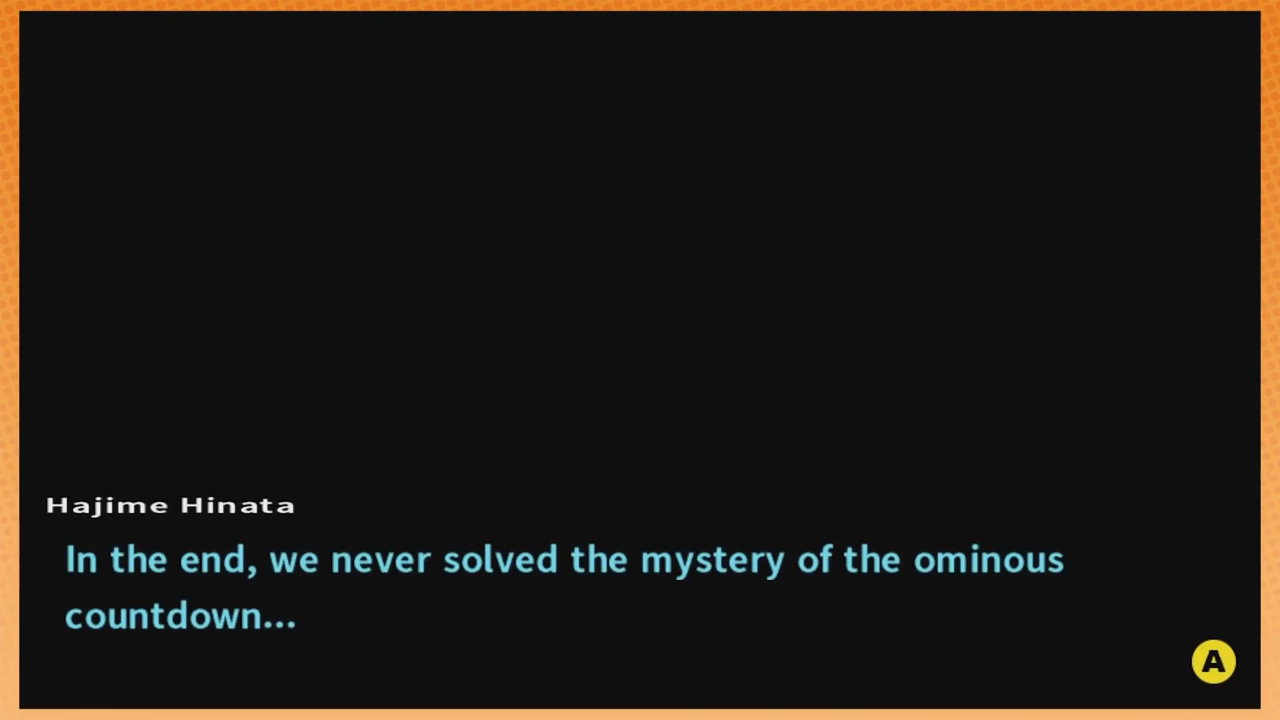 Hajime Hinata
In the end, we never solved the mystery of the ominous
countdown...
A